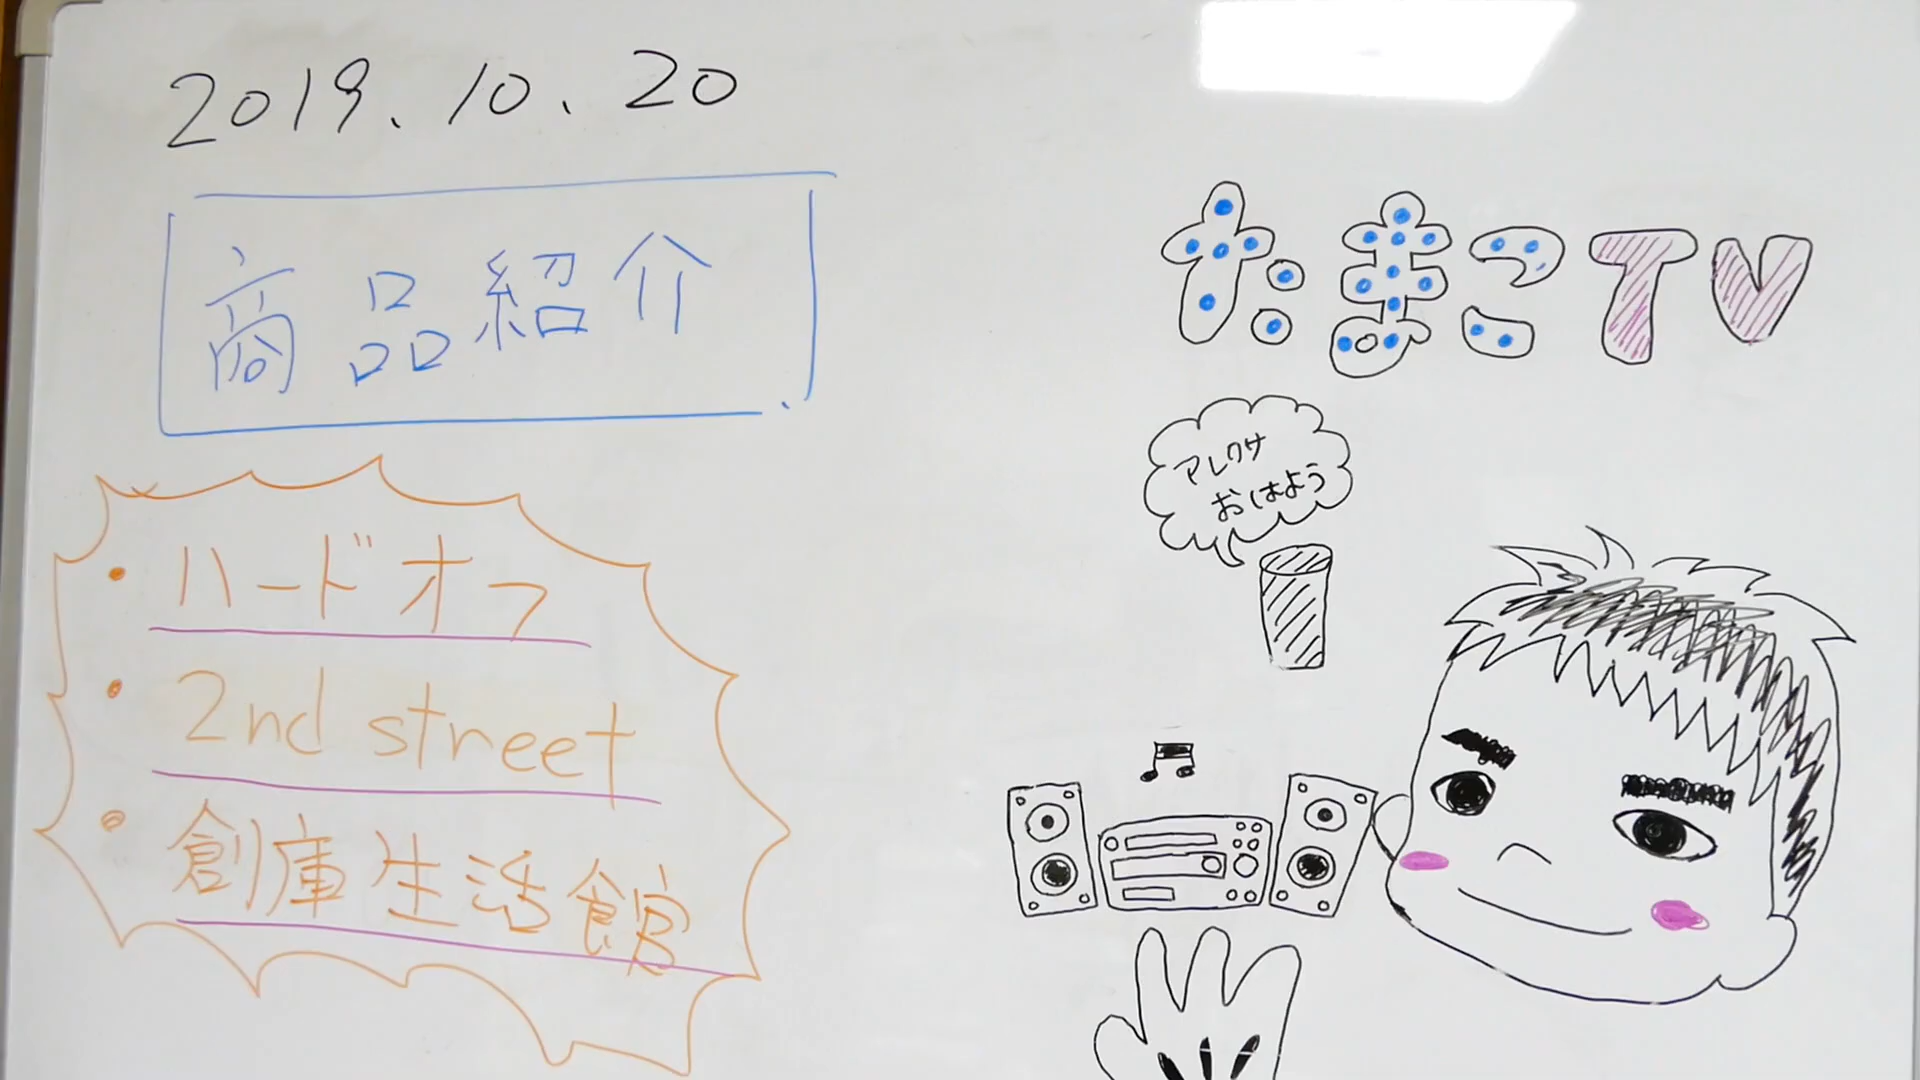 2019.10.20
商品紹介
・ハードオフ
・2nd street
・創庫生活館
たまこTV
アレクサ
おはよう